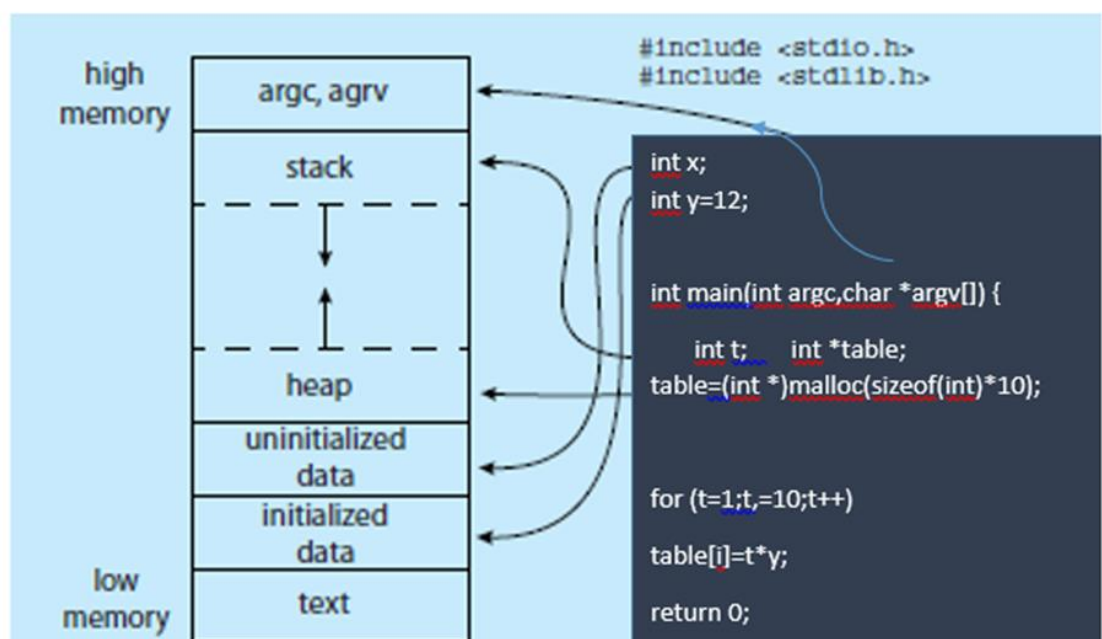 high
memory
argc, agrv
stack
heap
uninitialized
data
initialized
data
low
memory
text
#include <stdio.h>
#include <stdlib.h>
int x;
int y=12;
int main(int argc,char *argv[]) {
int t; int *table;
table=(int *)malloc(sizeof(int)*10);
for (t=1;t,=10;t++)
table[i]=t*y;
return 0;